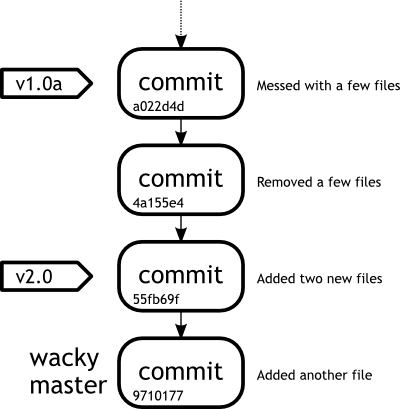 v1.0a
commit
a022d4d
Messed with a few files
commit
4a155e4
Removed a few files
v2.0
commit
55fb69f
Added two new files
wacky
master
commit
9710177
Added another file